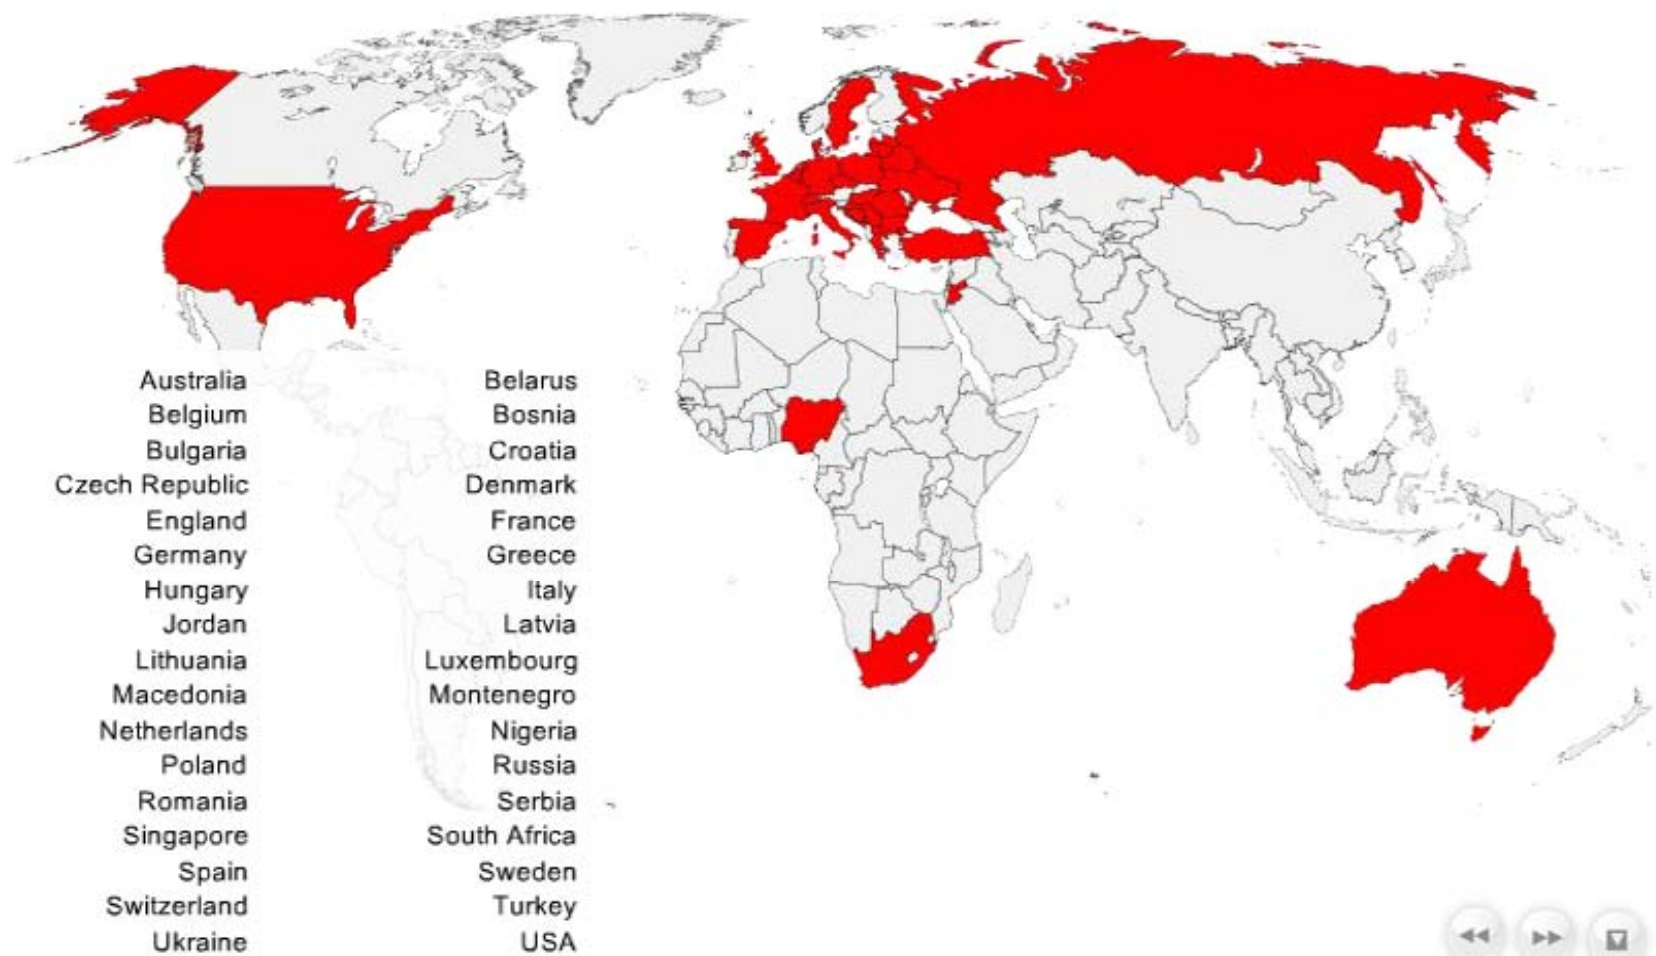 Australia Belarus
Belgium Bosnia
Bulgaria Croatia
Czech Republic Denmark
England France
Germany Greece
Hungary Italy
Jordan Latvia
Lithuania Luxembourg
Macedonia Montenegro
Netherlands Nigeria
Poland Russia
Romania Serbia
Singapore South Africa
Spain Sweden
Switzerland Turkey
Ukraine USA